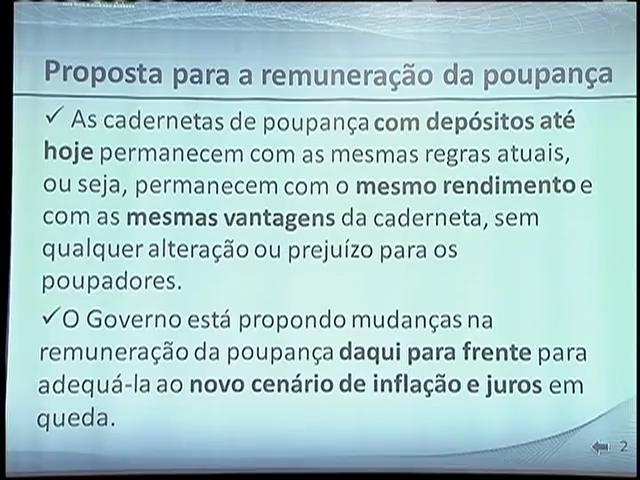 Proposta para a remuneração da poupança
✓ As cadernetas de poupança com depósitos até
hoje permanecem com as mesmas regras atuais,
ou seja, permanecem com o mesmo rendimento e
com as mesmas vantagens da caderneta, sem
qualquer alteração ou prejuízo para os
poupadores.
✓O Governo está propondo mudanças na
remuneração da poupança daqui para frente para
adequá-la ao novo cenário de inflação e juros em
queda.
2